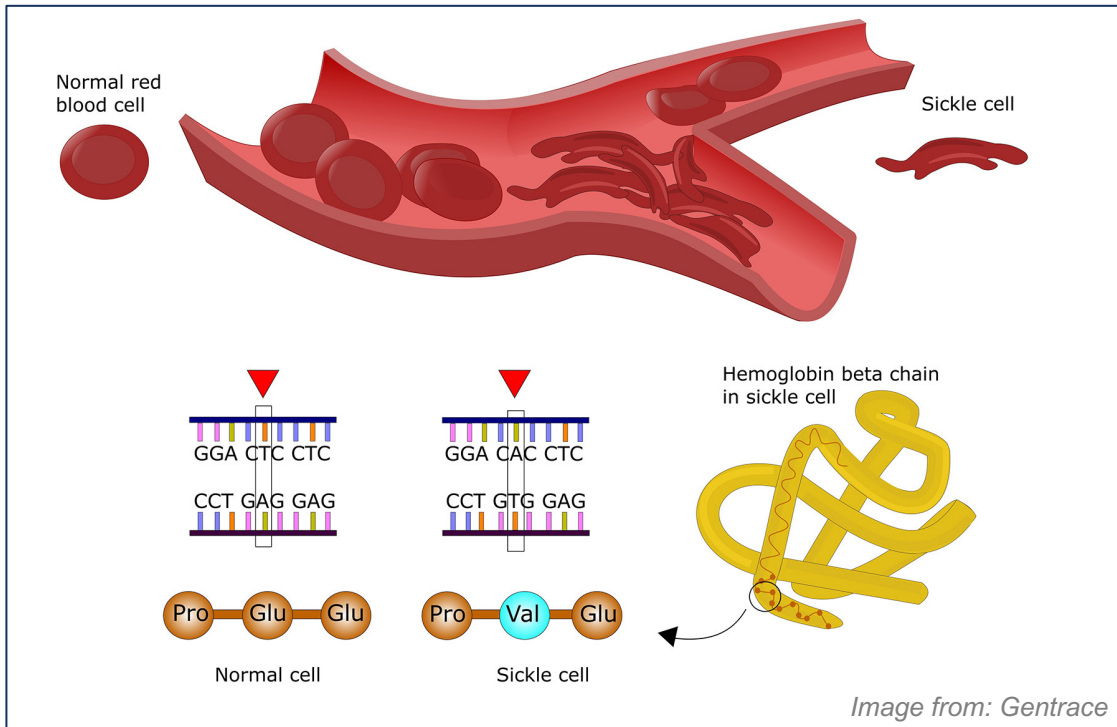 Normal red
blood cell
Sickle cell
GGA CTC CTC
CCT GAG GAG
Pro Glu Glu
Normal cell
GGA CAC CTC
CCT GTG GAG
Pro Val Glu
Sickle cell
Hemoglobin beta chain
in sickle cell
Image from: Gentrace